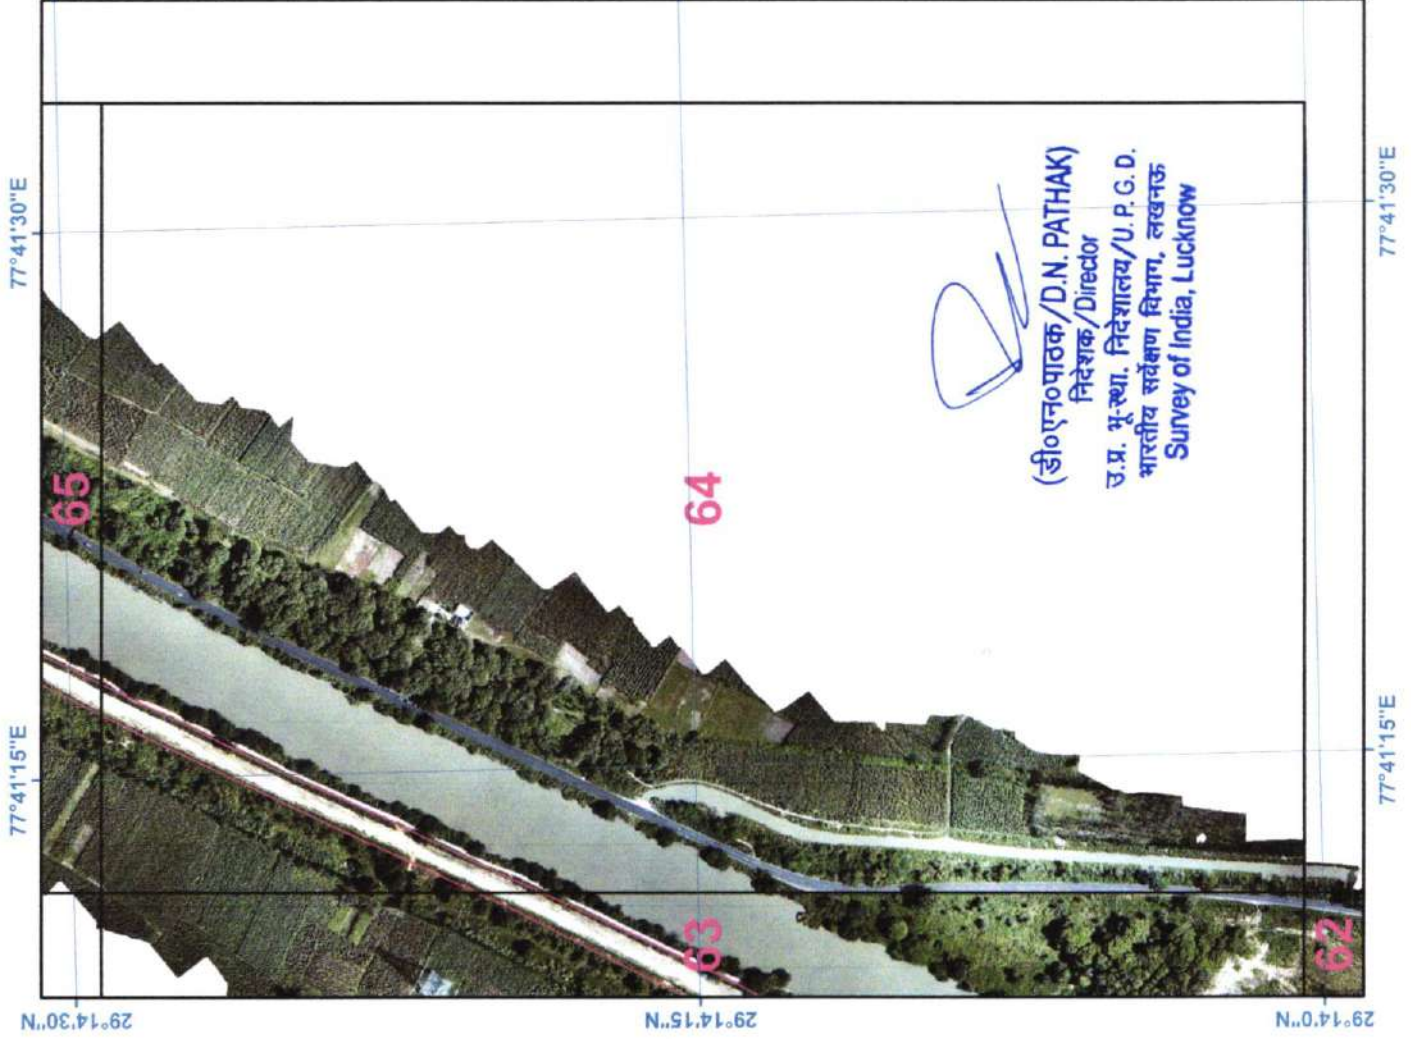 77°41'15"E
77°41'30"E
29°14'30"N
65
29°14'15"N
63
64
(डी०एन०पाठक/D.N. PATHAK)
निदेशक/Director
उ.प्र. भू-स्था. निदेशालय/U.P.G.D.
भारतीय सर्वेक्षण विभाग, लखनऊ
Survey of India, Lucknow
29°14'0"N
62
77°41'15"E
77°41'30"E